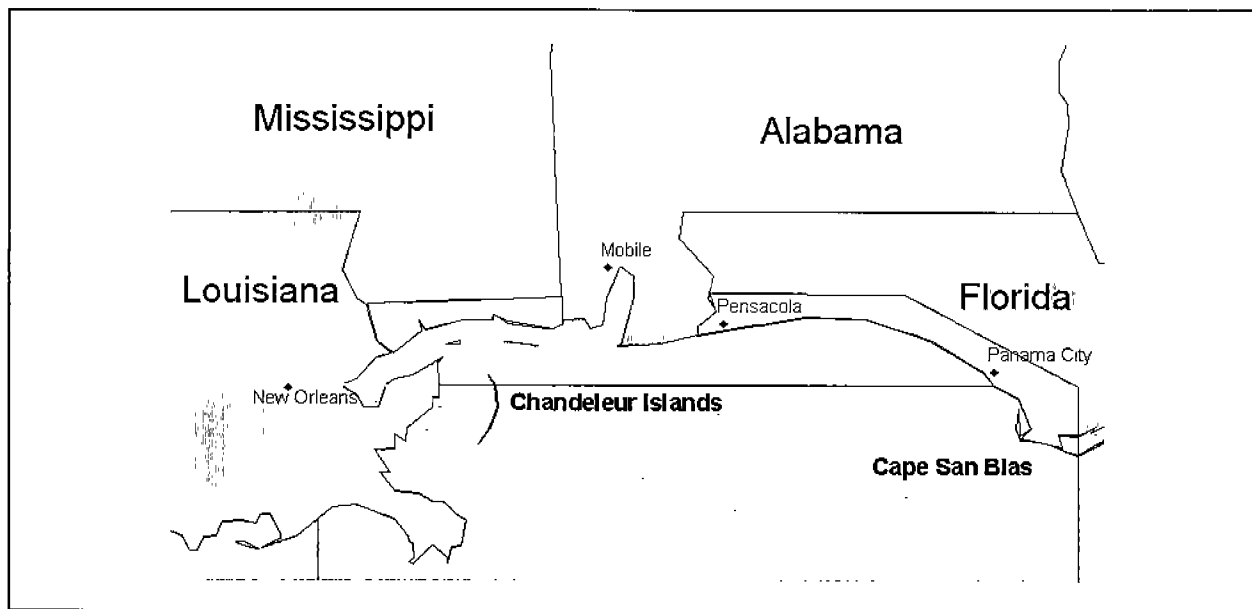 Mississippi
Alabama
Mobile
Louisiana
Florida
Pensacola
Panama City
New Orleans
Chandeleur Islands
Cape San Blas